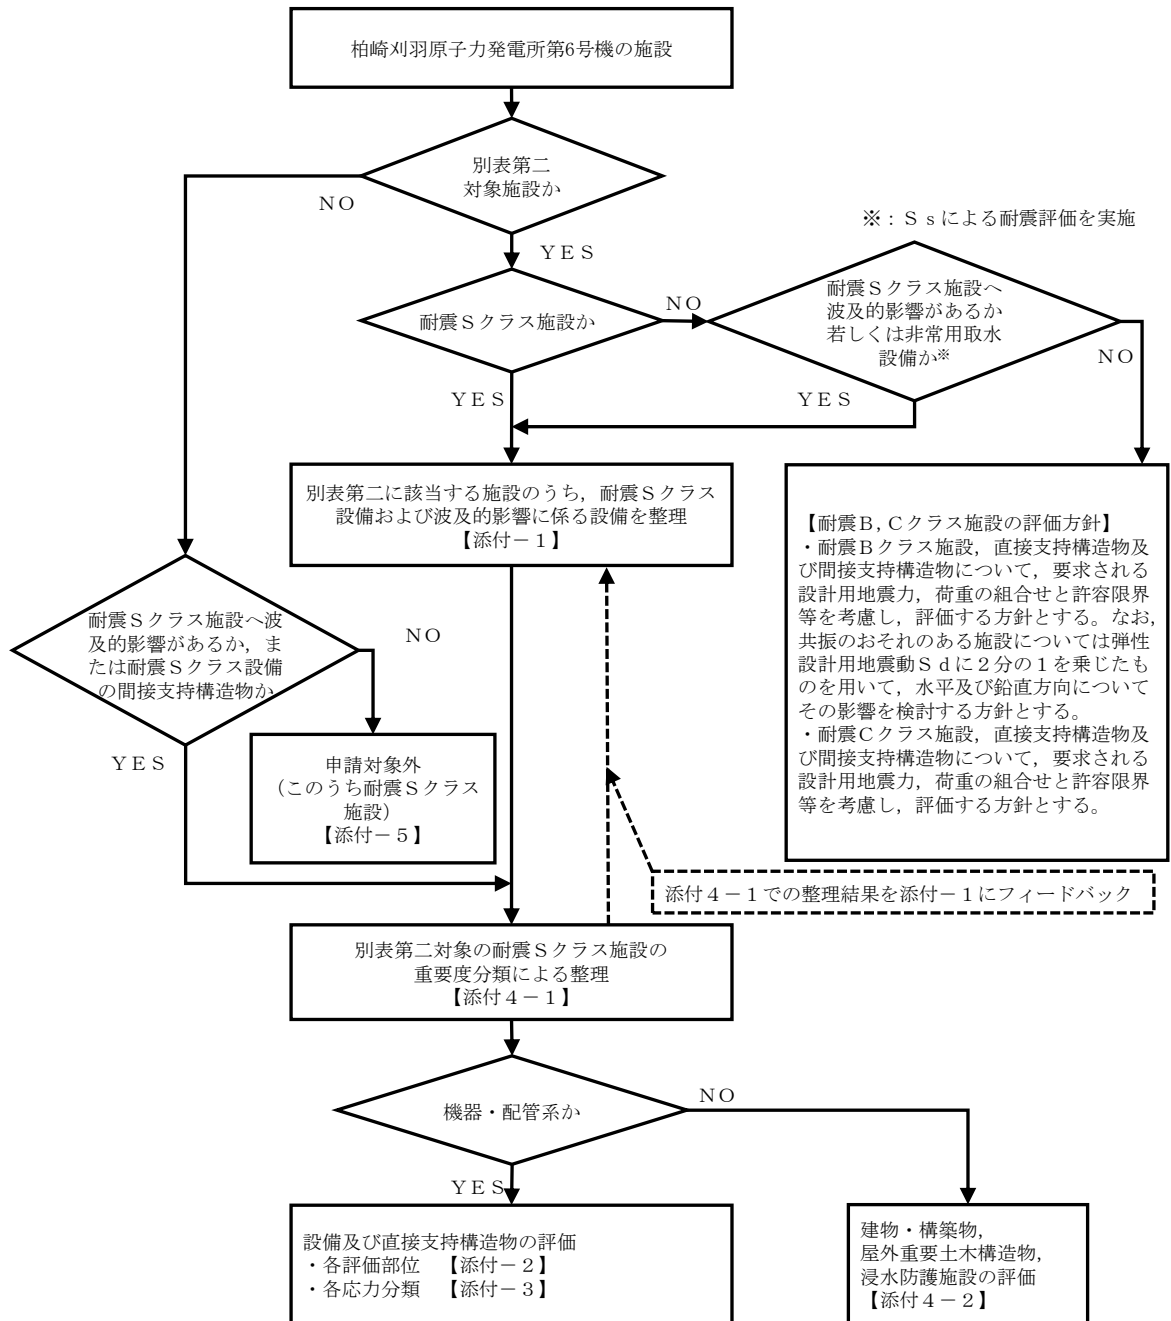 柏崎刈羽原子力発電所第6号機の施設
別表第二
対象施設か
NO
YES
※：Ｓｓによる耐震評価を実施
耐震Ｓクラス施設か
NO
耐震Ｓクラス施設へ
波及的影響があるか
若しくは非常用取水
設備か※
NO
YES
YES
別表第二に該当する施設のうち，耐震Ｓクラス
設備および波及的影響に係る設備を整理
【添付－１】
【耐震Ｂ，Ｃクラス施設の評価方針】
・耐震Ｂクラス施設，直接支持構造物及
び間接支持構造物について，要求される
設計用地震力，荷重の組合せと許容限界
等を考慮し，評価する方針とする。なお，
共振のおそれのある施設については弾性
設計用地震動Ｓｄに２分の１を乗じたも
のを用いて，水平及び鉛直方向について
その影響を検討する方針とする。
・耐震Ｃクラス施設，直接支持構造物及
び間接支持構造物について，要求される
設計用地震力，荷重の組合せと許容限界
等を考慮し，評価する方針とする。
耐震Ｓクラス施設へ波
及的影響があるか，ま
たは耐震Ｓクラス設備
の間接支持構造物か
NO
YES
申請対象外
（このうち耐震Ｓクラス
施設）
【添付－５】
添付４－１での整理結果を添付－１にフィードバック
別表第二対象の耐震Ｓクラス施設の
重要度分類による整理
【添付４－１】
機器・配管系か
NO
YES
設備及び直接支持構造物の評価
・各評価部位　【添付－２】
・各応力分類　【添付－３】
建物・構築物，
屋外重要土木構造物，
浸水防護施設の評価
【添付４－２】